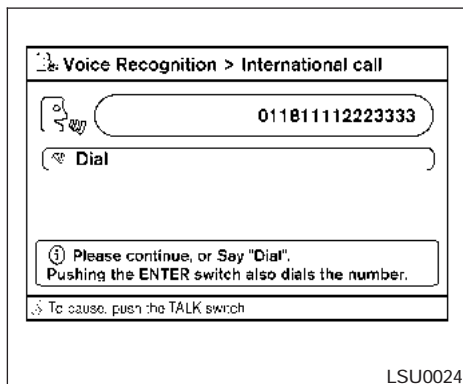 Voice Recognition > International call
011811112223333
Dial
Please continue, or Say "Dial".
Pushing the ENTER switch also dials the number.
To pause, push the TALK switch
LSU0024